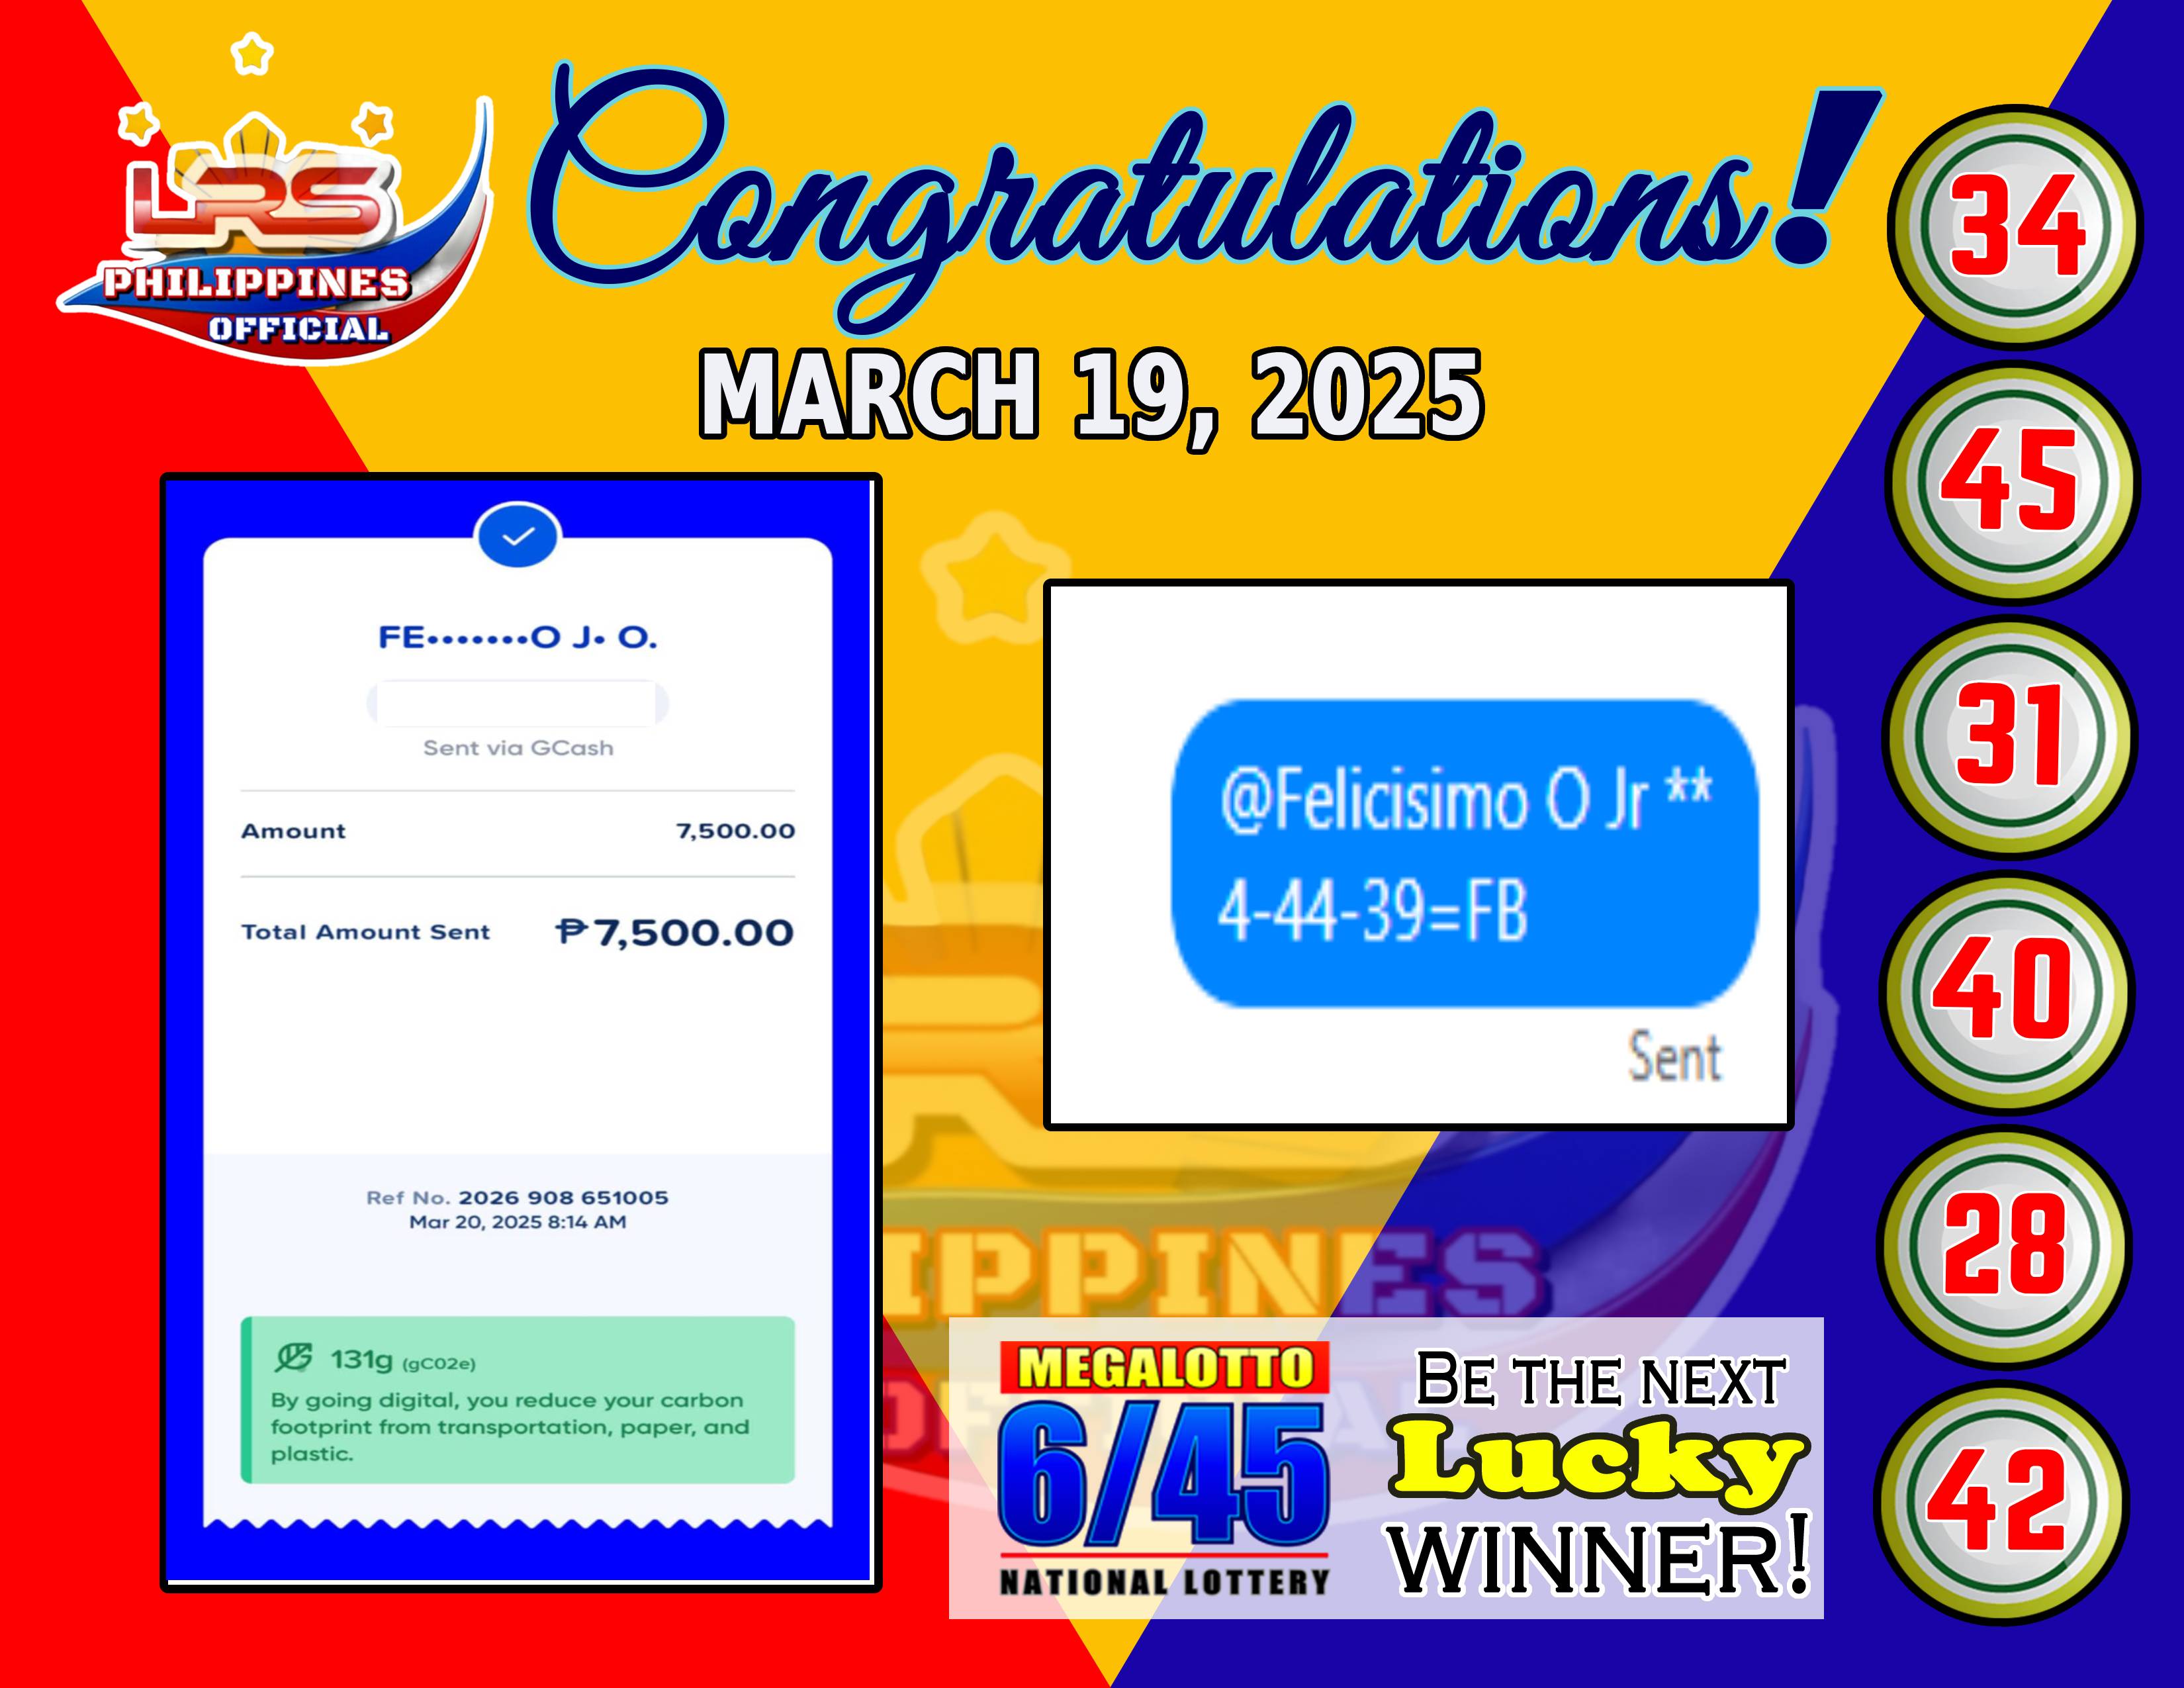 LRS
PHILIPPINES
OFFICIAL
Congratulations!
MARCH 19, 2025
FE••••••••O J• O.
Sent via GCash
Amount 7,500.00
Total Amount Sent ₱7,500.00
Ref No. 2026 908 651005
Mar 20, 2025 8:14 AM
131g (gC02e)
By going digital, you reduce your carbon
footprint from transportation, paper, and
plastic.
@Felicisimo O Jr **
4-44-39=FB
Sent
IPPINES
MEGALOTTO
6/45
NATIONAL LOTTERY
BE THE NEXT
Lucky
WINNER!
34
45
31
40
28
42